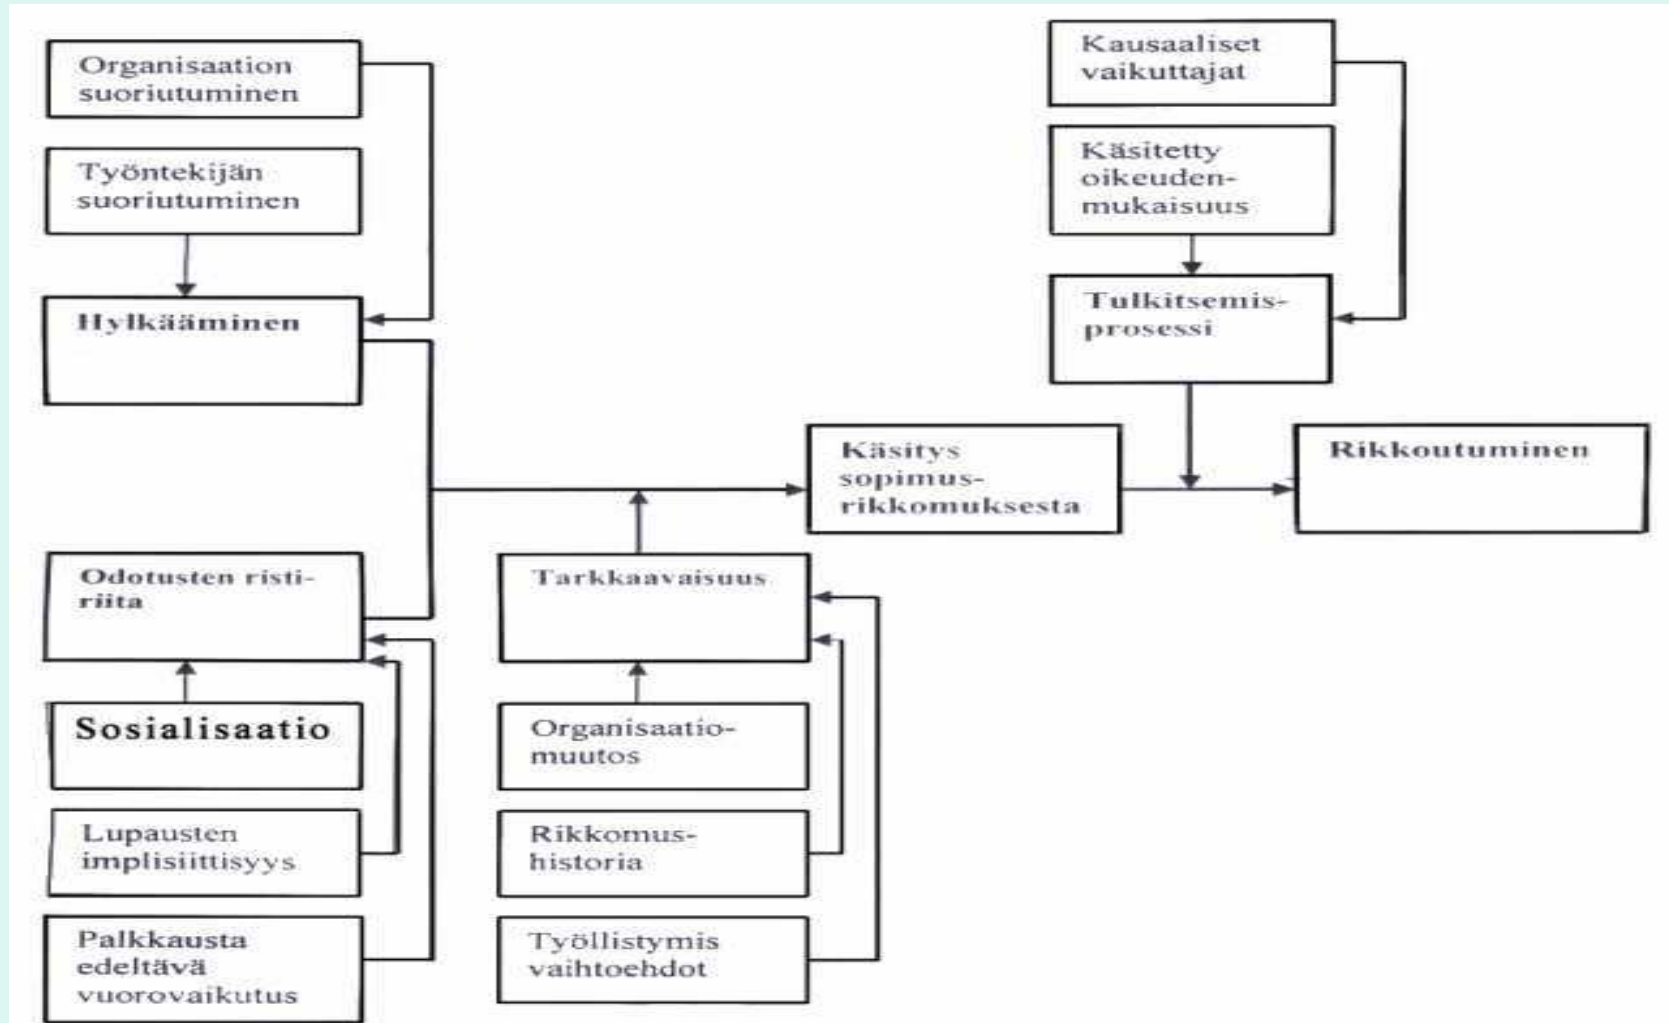 Organisaation
suoriutuminen
Työntekijän
suoriutuminen
Hylkääminen
Odotusten risti-
riita
Sosialisaatio
Lupausten
implisiittisyys
Palkkausta
edeltävä
vuorovaikutus
Tarkkaavaisuus
Organisaatio-
muutos
Rikkomus-
historia
Työllistymis
vaihtoehdot
Käsitys
sopimus-
rikkomuksesta
Kausaaliset
vaikuttajat
Käsitetty
oikeuden-
mukaisuus
Tulkitsemis-
prosessi
Rikkoutuminen